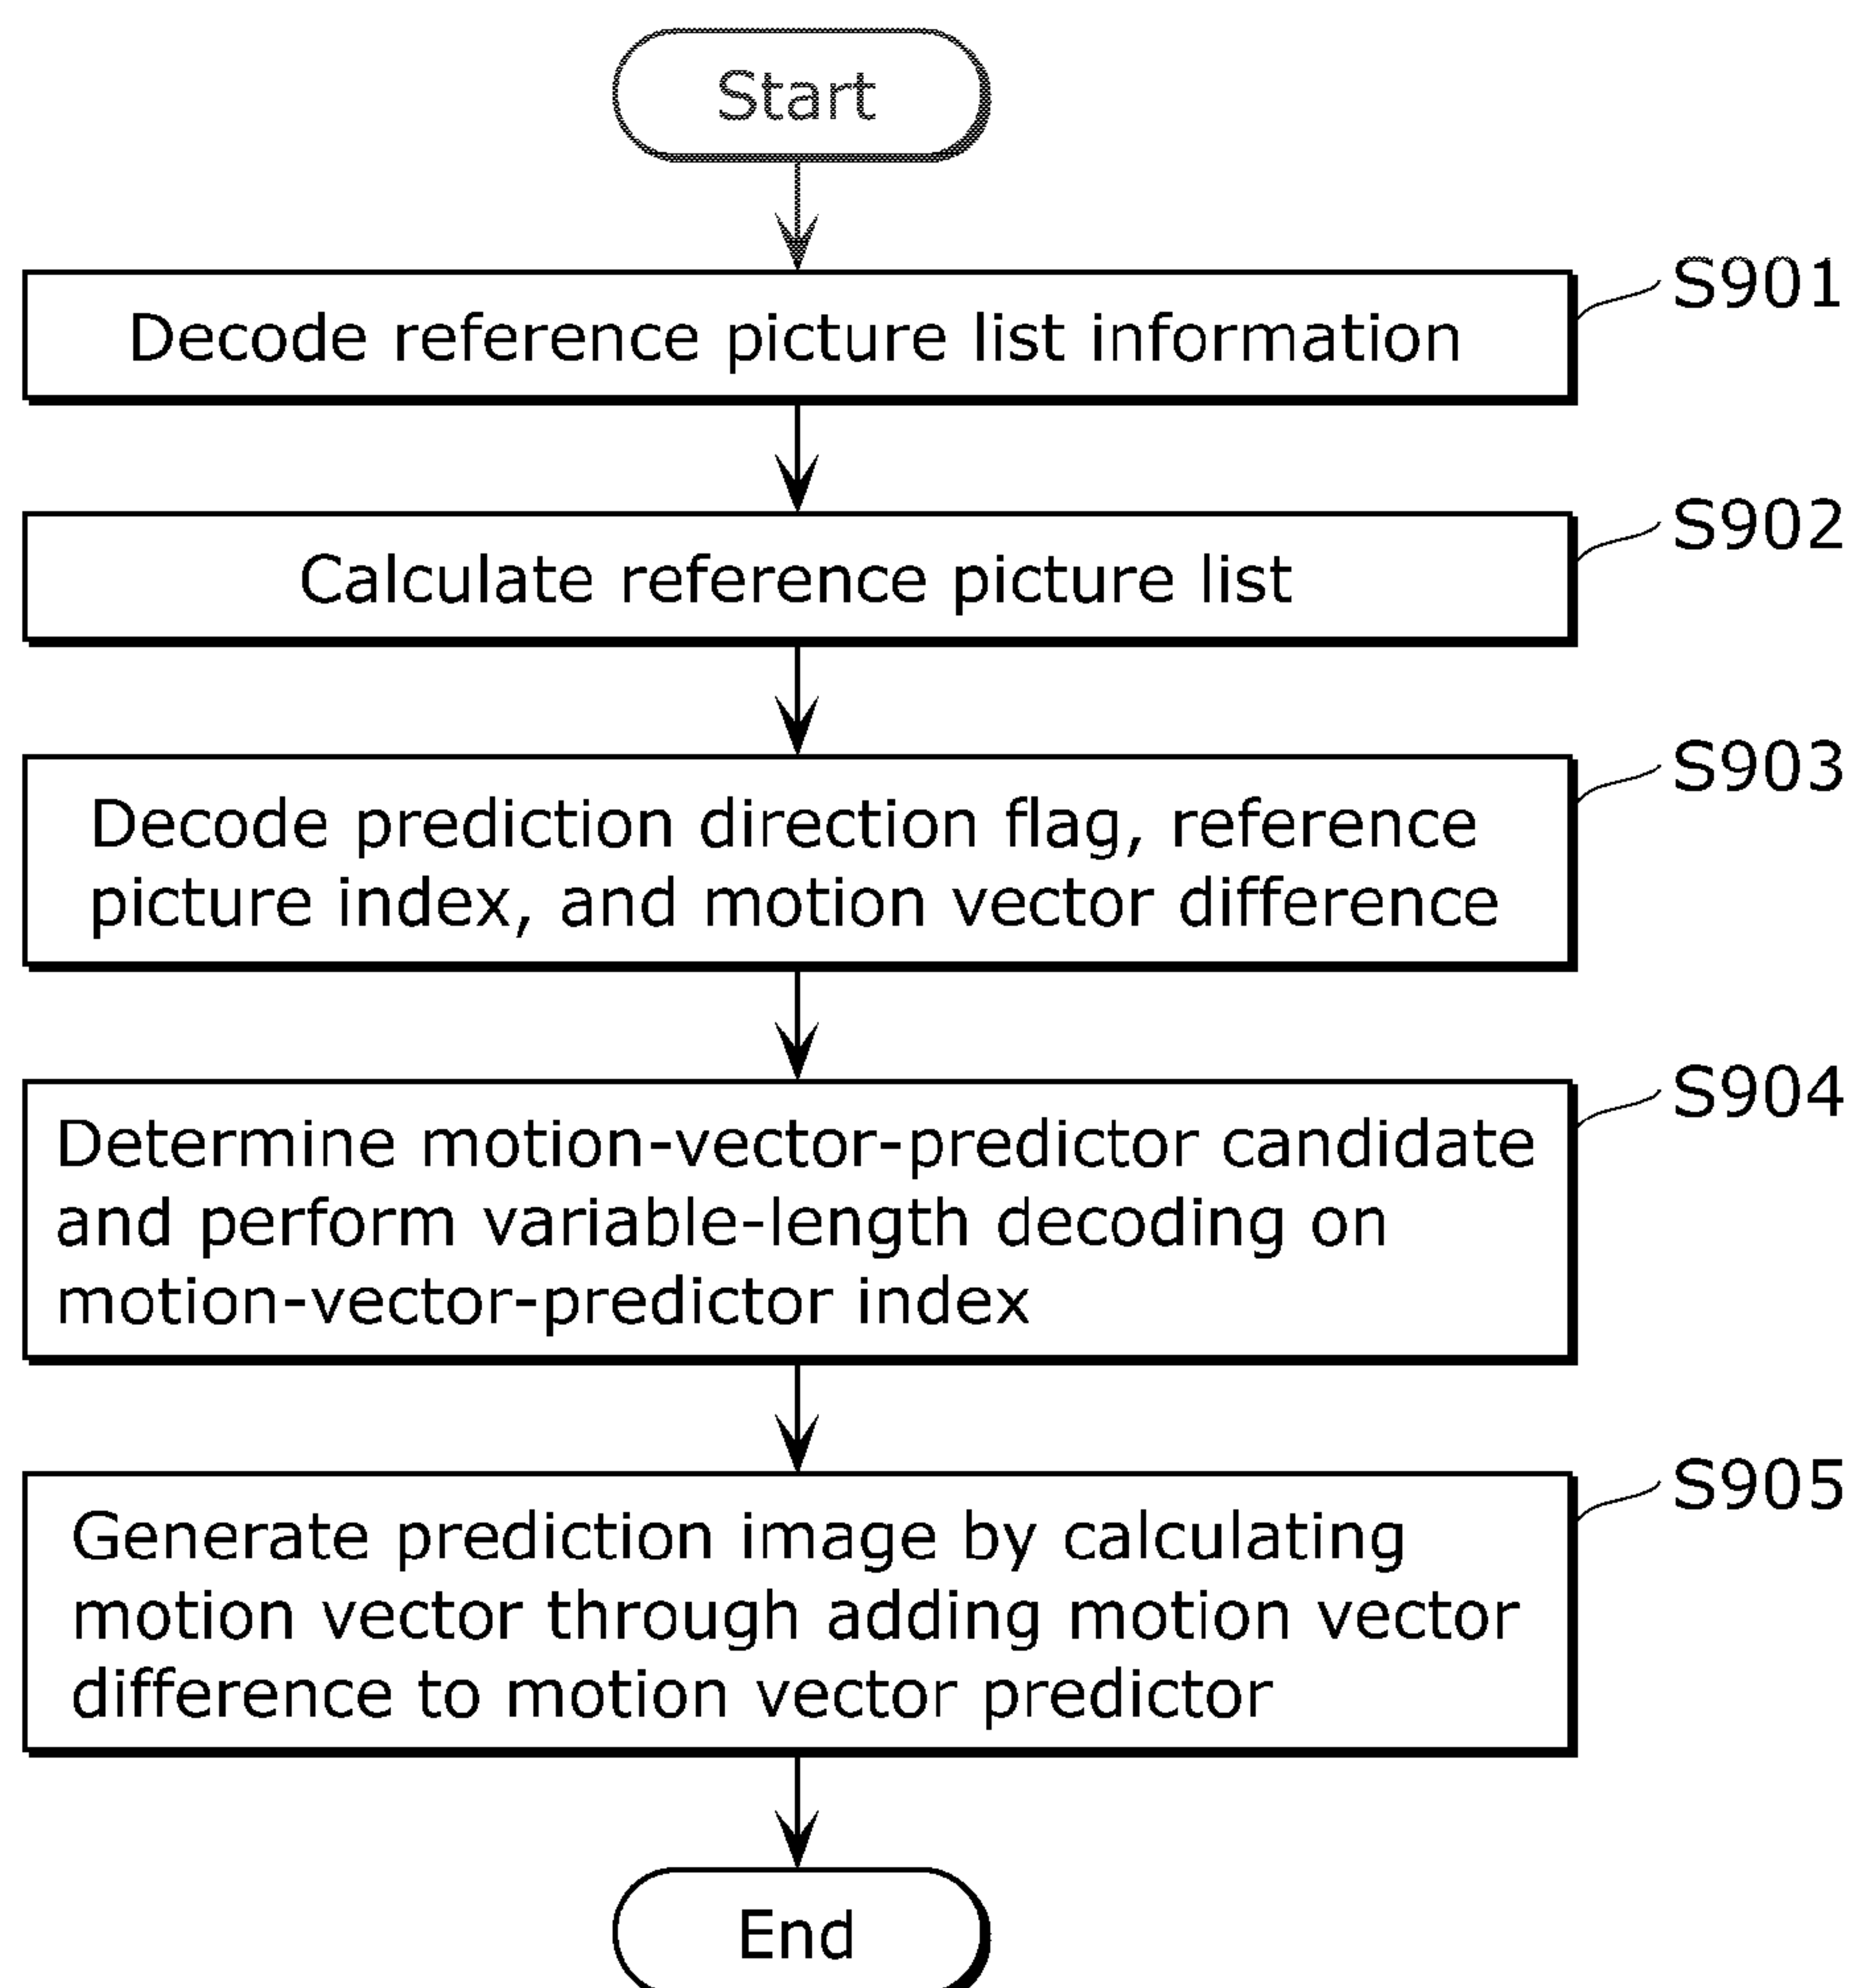 Start
S901
Decode reference picture list information
S902
Calculate reference picture list
S903
Decode prediction direction flag, reference
picture index, and motion vector difference
S904
Determine motion-vector-predictor candidate
and perform variable-length decoding on
motion-vector-predictor index
S905
Generate prediction image by calculating
motion vector through adding motion vector
difference to motion vector predictor
End